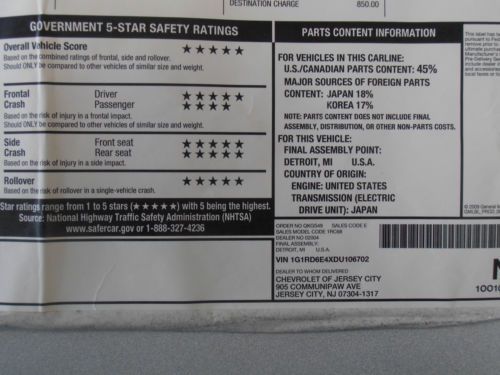 DESTINATION CHARGE 850.00
GOVERNMENT 5-STAR SAFETY RATINGS
Overall Vehicle Score ★★★★★
Based on the combined ratings of frontal, side and rollover.
Should ONLY be compared to other vehicles of similar size and weight.
Frontal Driver ★★★★★
Crash Passenger ★★★★
Based on the risk of injury in a frontal impact.
Should ONLY be compared to other vehicles of similar size and weight.
Side Front seat ★★★★★
Crash Rear seat ★★★★★
Based on the risk of injury in a side impact.
Rollover ★★★★★
Based on the risk of rollover in a single-vehicle crash.
Star ratings range from 1 to 5 stars (★★★★★) with 5 being the highest.
Source: National Highway Traffic Safety Administration (NHTSA)
www.safercar.gov or 1-888-327-4236
PARTS CONTENT INFORMATION
FOR VEHICLES IN THIS CARLINE:
U.S./CANADIAN PARTS CONTENT: 45%
MAJOR SOURCES OF FOREIGN PARTS
CONTENT: JAPAN 18%
KOREA 17%
NOTE: PARTS CONTENT DOES NOT INCLUDE FINAL
ASSEMBLY, DISTRIBUTION, OR OTHER NON-PARTS COSTS.
FOR THIS VEHICLE:
FINAL ASSEMBLY POINT:
DETROIT, MI U.S.A.
COUNTRY OF ORIGIN:
ENGINE: UNITED STATES
TRANSMISSION (ELECTRIC
DRIVE UNIT): JAPAN
SALES CODE E
SALES MODEL CODE 1RC68
FINAL ASSEMBLY:
DETROIT, MI U.S.A.
VIN 1G1RD6E4XDU106702
DEALER TO WHOM DELIVERED
CHEVROLET OF JERSEY CITY
905 COMMUNIPAW AVE
JERSEY CITY, NJ 07304-1317
This label has